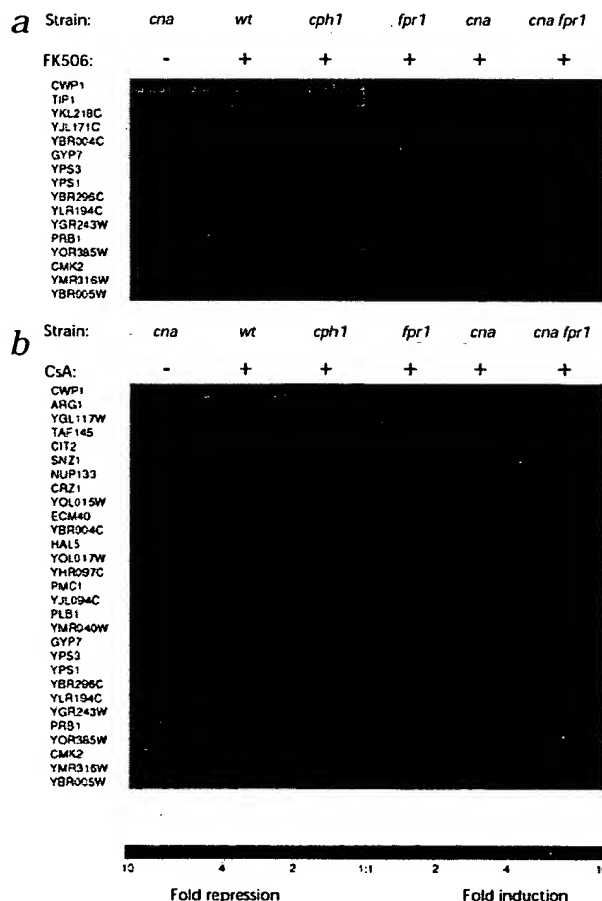 a Strain: cna wt cph1 fpr1 cna cna fpr1
FK506: - + + + + +
CWP1
TIP1
YKL218C
YJL171C
YBR004C
GYP7
YPS3
YPS1
YBR296C
YLR194C
YGR243W
PRB1
YOR385W
CMK2
YMR316W
YBR005W
b Strain: cna wt cph1 fpr1 cna cna fpr1
CsA: - + + + + +
CWP1
ARG1
YGL117W
TAF145
CIT2
SNZ1
NUP133
CRZ1
YOL015W
ECM40
YBR004C
HAL5
YOL017W
YHR097C
PMC1
YJL094C
PLB1
YMR040W
GYP7
YPS3
YPS1
YBR296C
YLR194C
YGR243W
PRB1
YOR385W
CMK2
YMR316W
YBR005W
10 4 2 1:1 2 4
Fold repression Fold induction